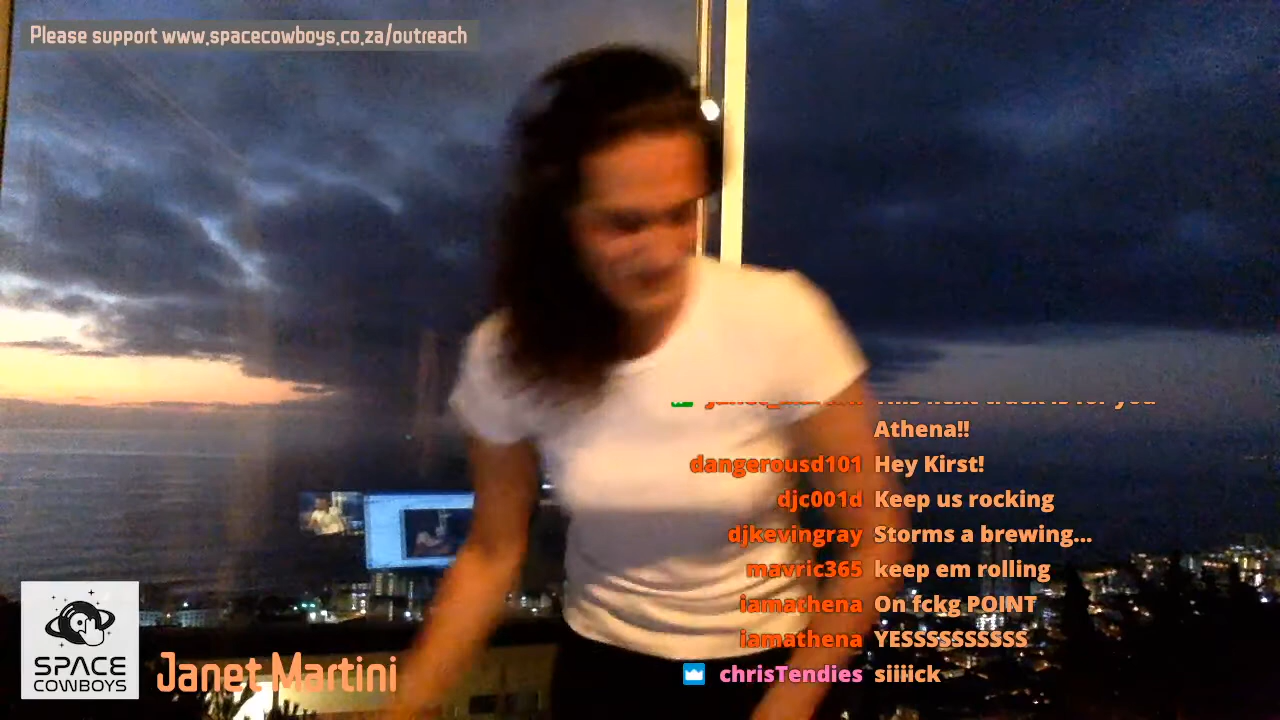 Please support www.spacecowboys.co.za/outreach
Athena!!
dangerousd101 Hey Kirst!
djc001d Keep us rocking
djkevingray Storms a brewing...
mavric365 keep em rolling
iamathena On fckg POINT
iamathena YESSSSSSSSSS
chrisTendies siiiick
SPACE
COWBOYS
Janet Martini